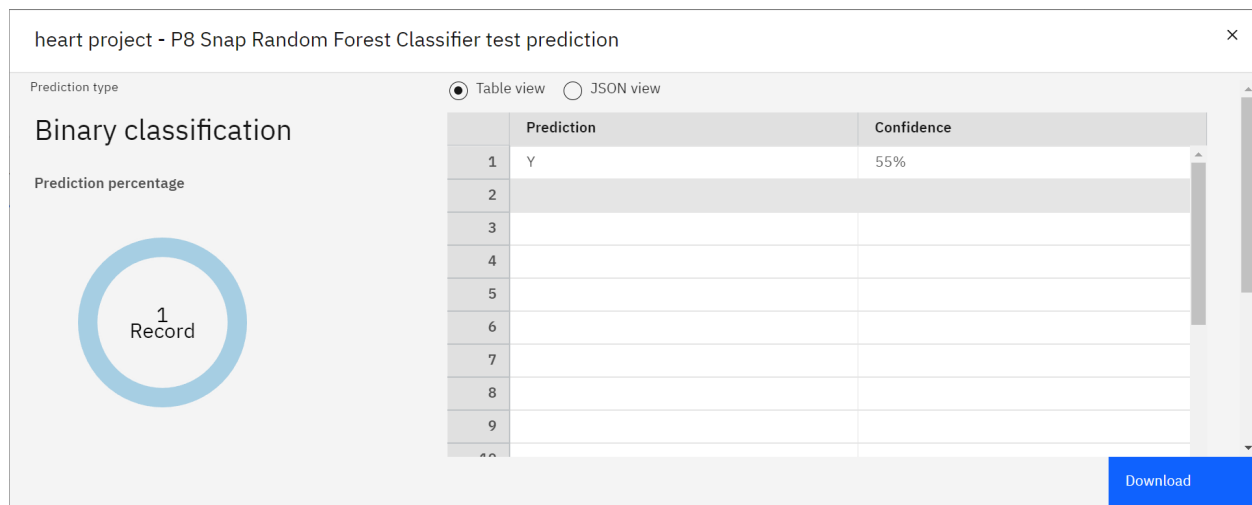 heart project - P8 Snap Random Forest Classifier test prediction
Prediction type
Binary classification
Prediction percentage
1
Record
Table view JSON view
Prediction Confidence
1 Y 55%
2
3
4
5
6
7
8
9
10
Download